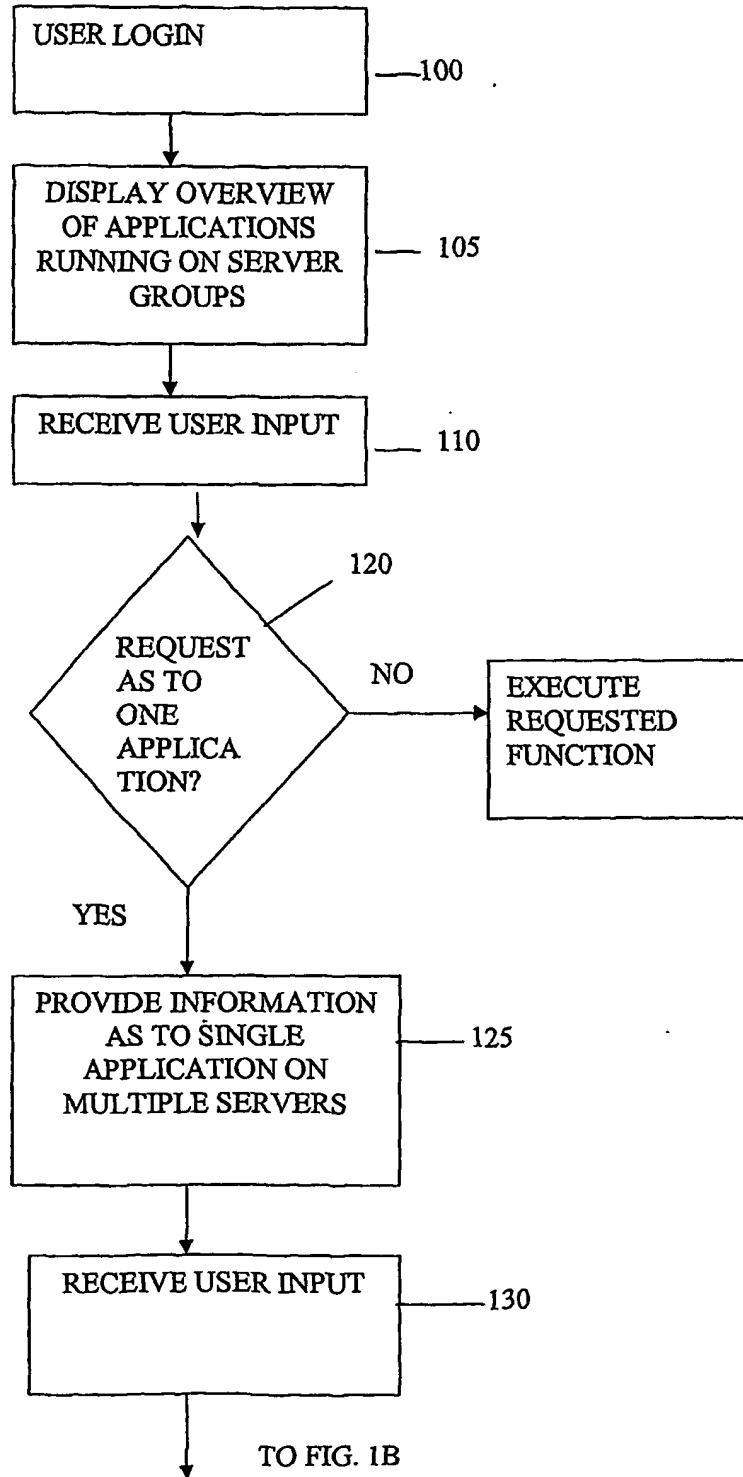 USER LOGIN
100
DISPLAY OVERVIEW
OF APPLICATIONS
RUNNING ON SERVER
GROUPS
105
RECEIVE USER INPUT
110
120
REQUEST
AS TO
ONE
APPLICA
TION?
NO
EXECUTE
REQUESTED
FUNCTION
YES
PROVIDE INFORMATION
AS TO SINGLE
APPLICATION ON
MULTIPLE SERVERS
125
RECEIVE USER INPUT
130
TO FIG. 1B